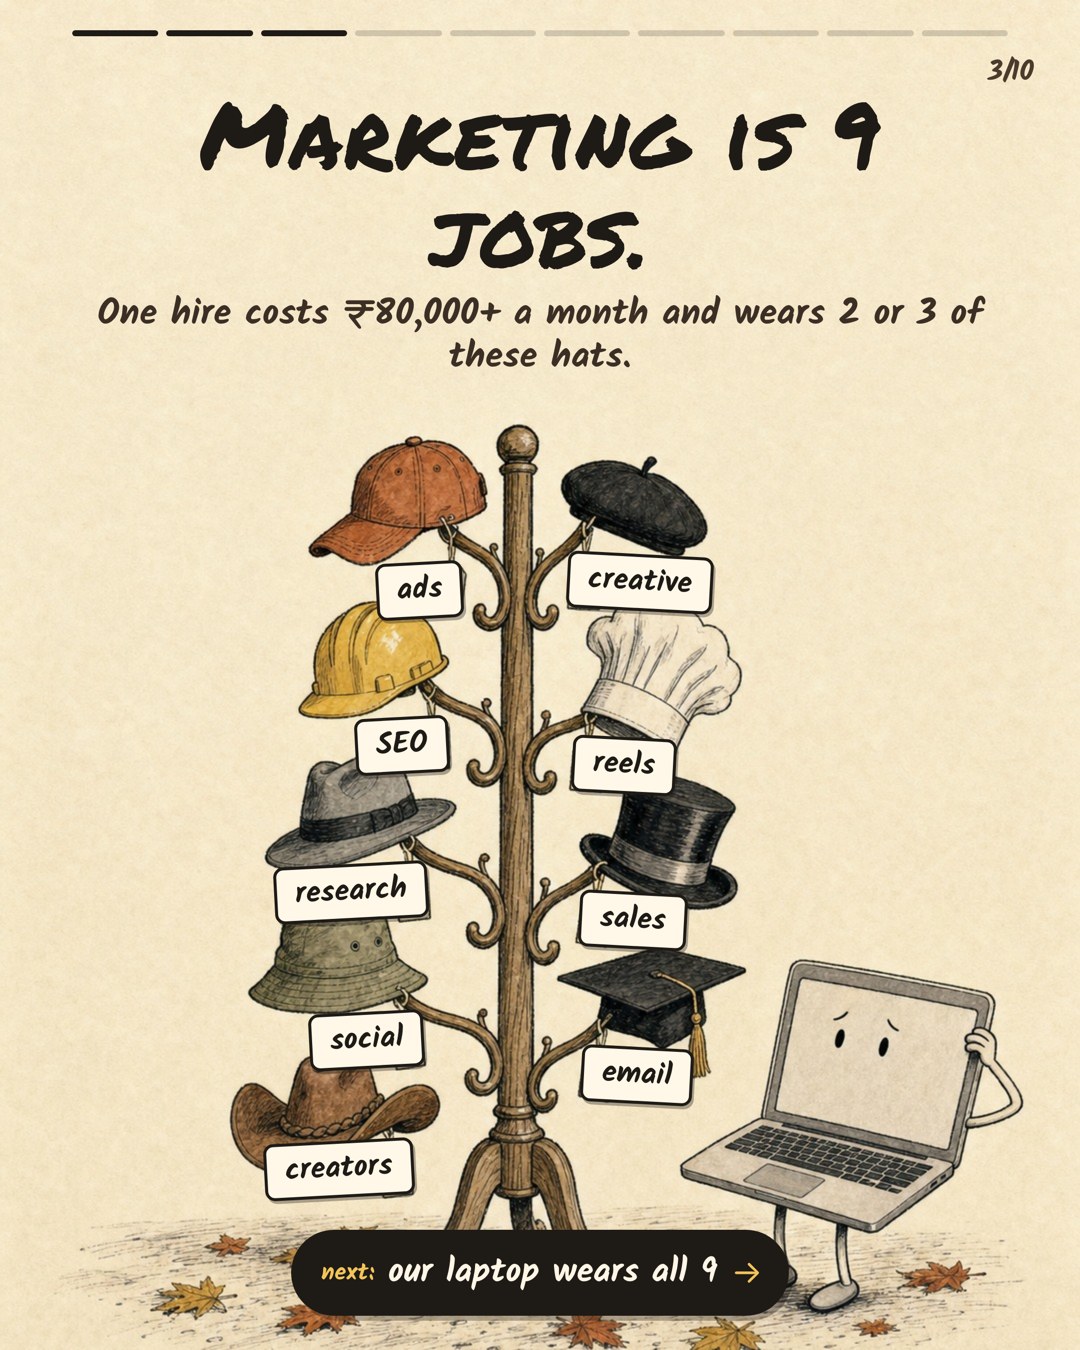 3/10
MARKETING IS 9
JOBS.
One hire costs ₹80,000+ a month and wears 2 or 3 of
these hats.
ads
creative
SEO
reels
research
sales
social
email
creators
next: our laptop wears all 9 →